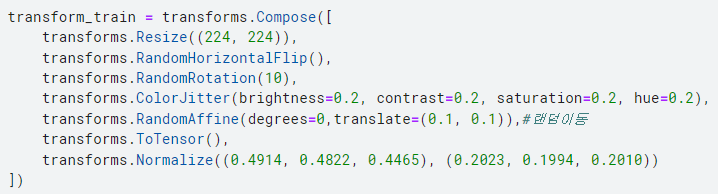 transform_train = transforms.Compose([
    transforms.Resize((224, 224)),
    transforms.RandomHorizontalFlip(),
    transforms.RandomRotation(10),
    transforms.ColorJitter(brightness=0.2, contrast=0.2, saturation=0.2, hue=0.2),
    transforms.RandomAffine(degrees=0,translate=(0.1, 0.1)),#랜덤이동
    transforms.ToTensor(),
    transforms.Normalize((0.4914, 0.4822, 0.4465), (0.2023, 0.1994, 0.2010))
])